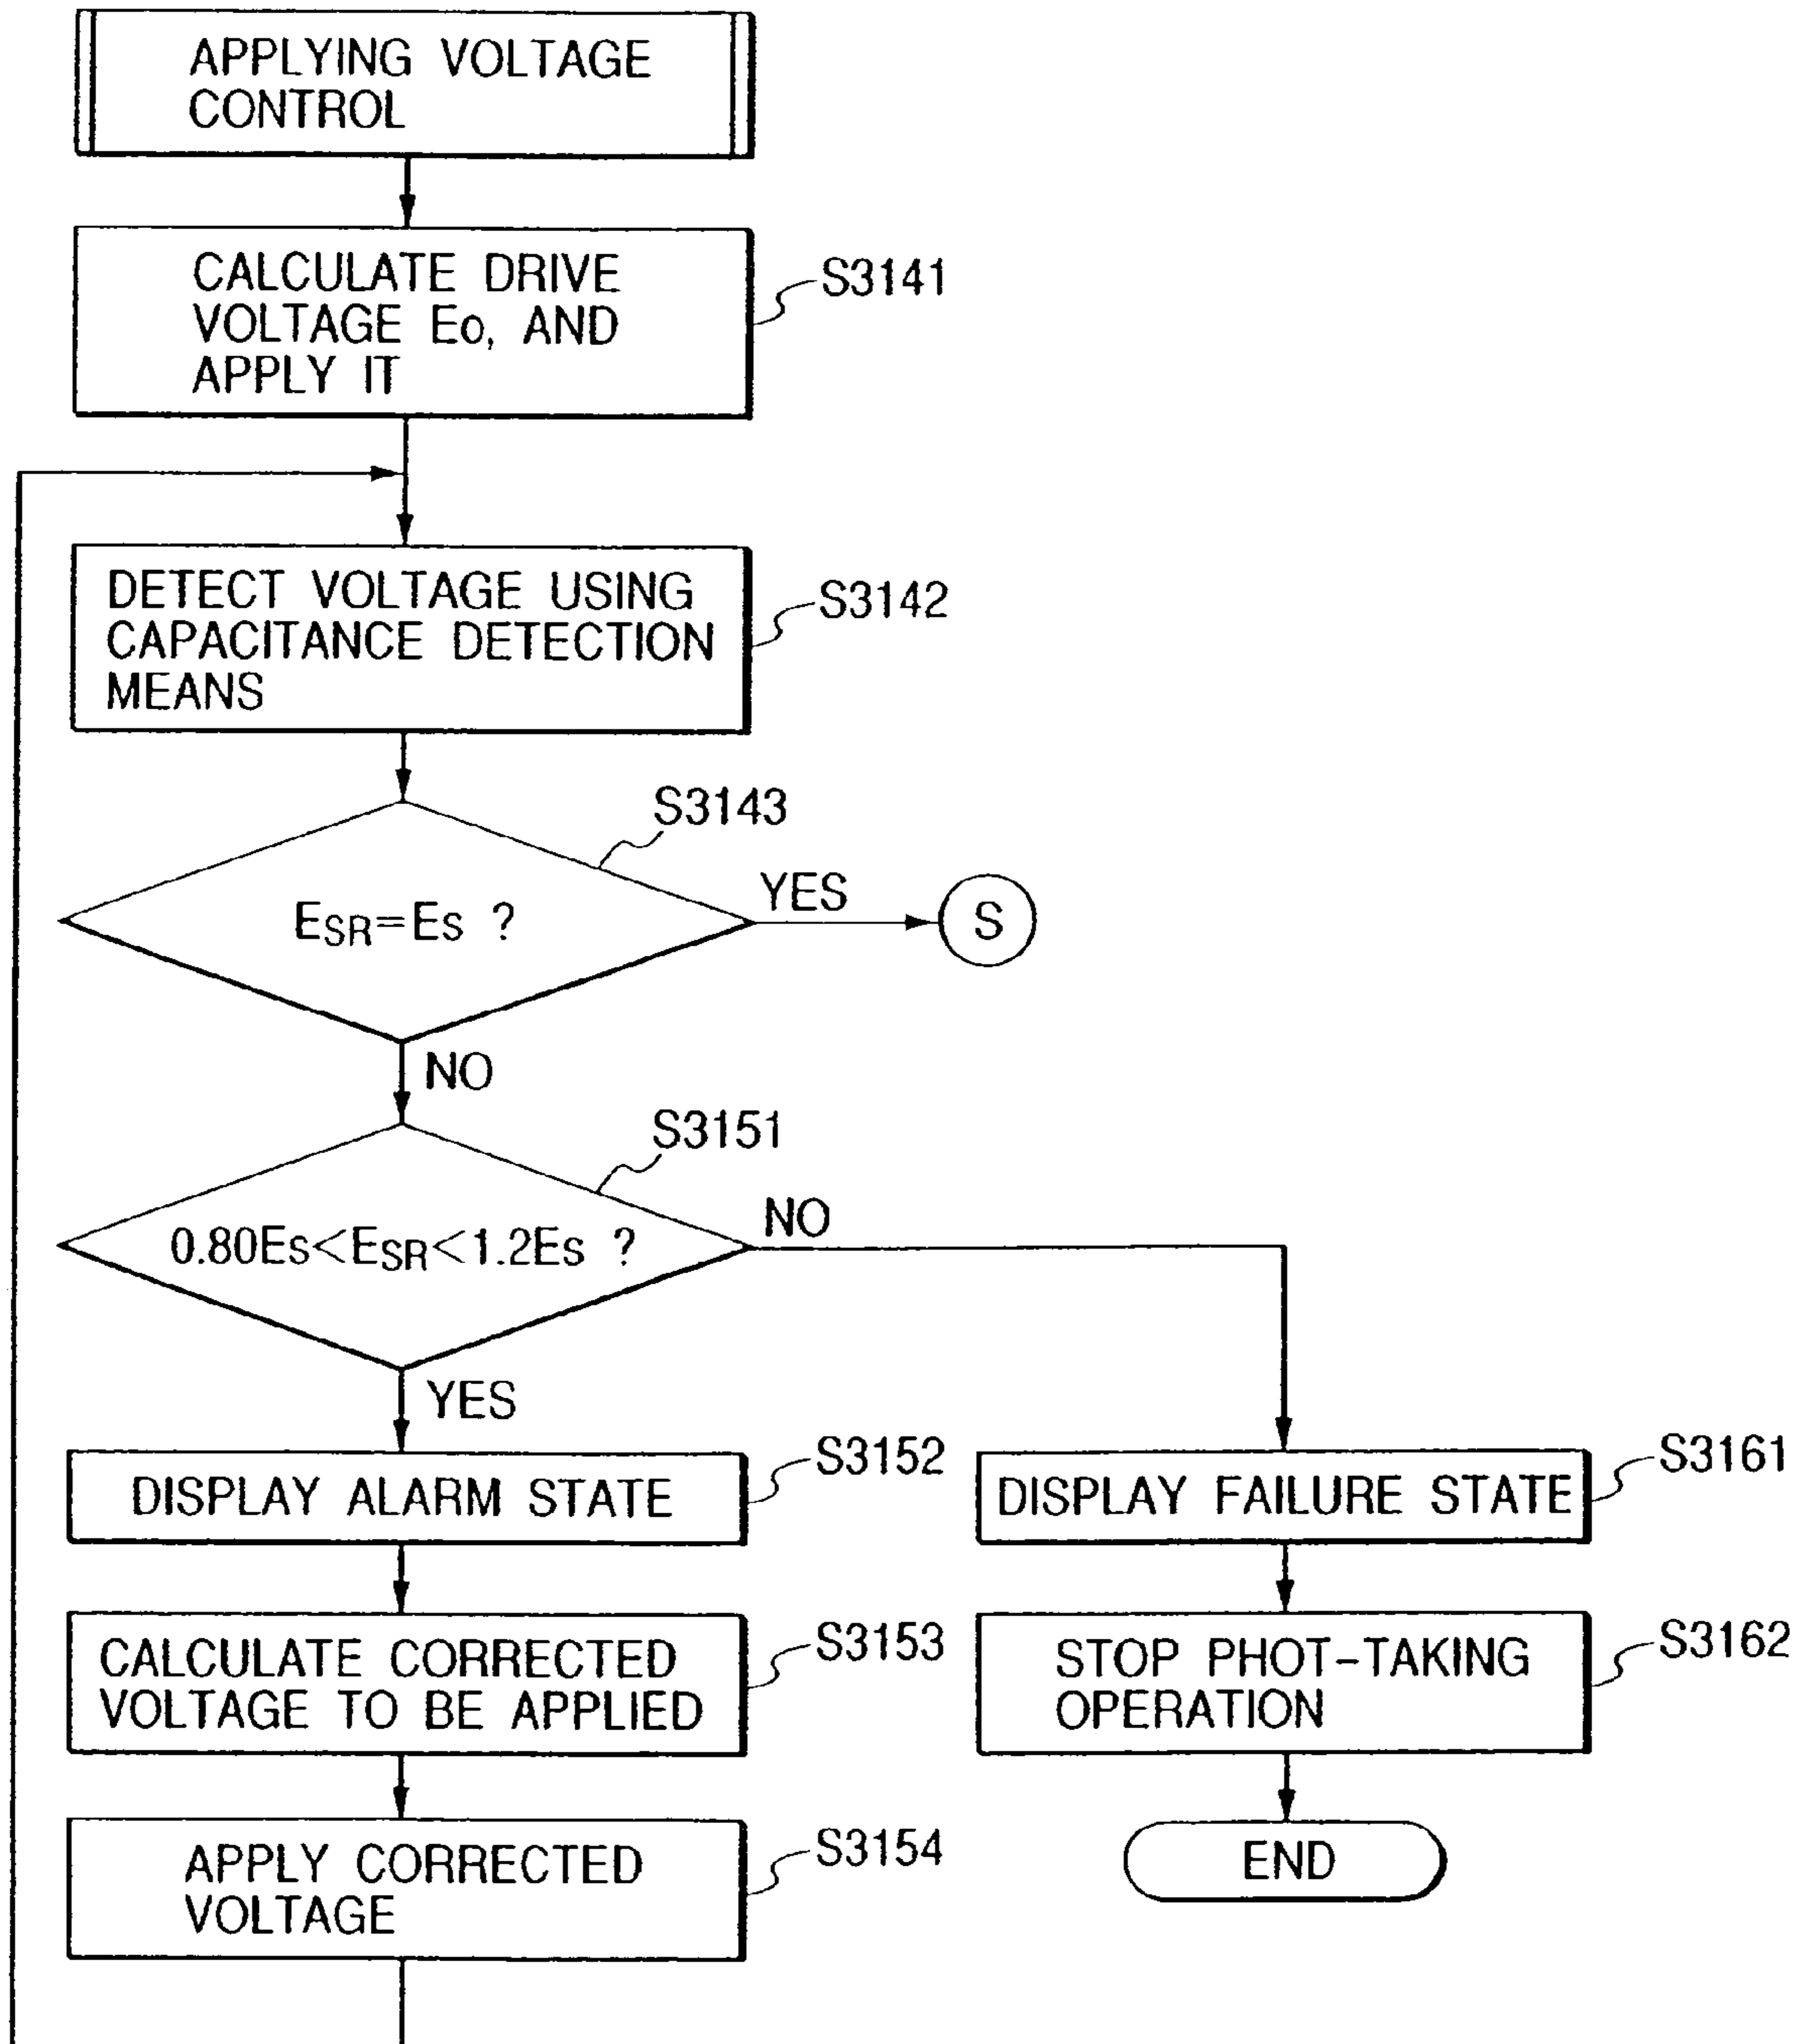 APPLYING VOLTAGE
CONTROL
CALCULATE DRIVE
VOLTAGE Eo, AND
APPLY IT
S3141
DETECT VOLTAGE USING
CAPACITANCE DETECTION
MEANS
S3142
S3143
ESR=ES ?
YES
S
NO
S3151
0.80ES<ESR<1.2ES ?
NO
YES
DISPLAY ALARM STATE
S3152
DISPLAY FAILURE STATE
S3161
CALCULATE CORRECTED
VOLTAGE TO BE APPLIED
S3153
STOP PHOT-TAKING
OPERATION
S3162
APPLY CORRECTED
VOLTAGE
S3154
END